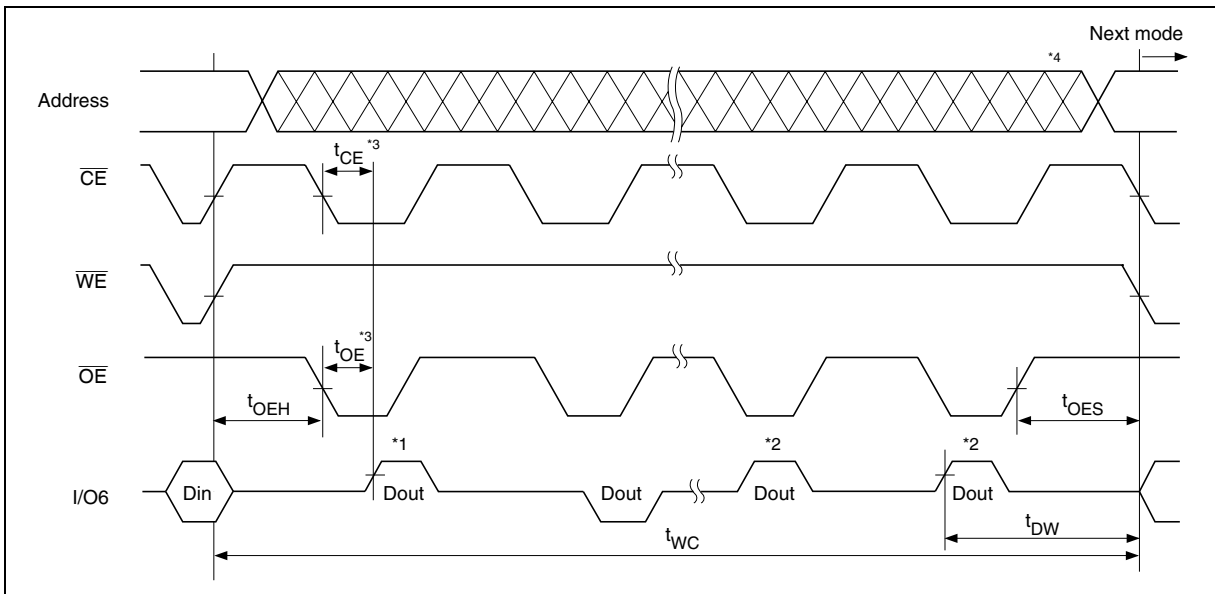 Next mode
*4
Address
tCE *3
CE
WE
tOE *3
OE
tOEH
tOES
*1
*2
*2
Din
Dout
Dout
Dout
Dout
I/O6
tDW
tWC